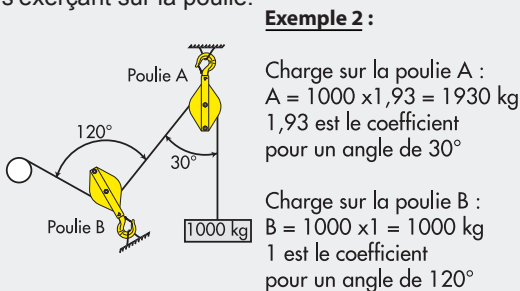 s'exerçant sur la poulie.
Exemple 2 :
Charge sur la poulie A :
A = 1000 x1,93 = 1930 kg
1,93 est le coefficient
pour un angle de 30°
Charge sur la poulie B :
B = 1000 x1 = 1000 kg
1 est le coefficient
pour un angle de 120°
Poulie A
120°
30°
Poulie B
1000 kg